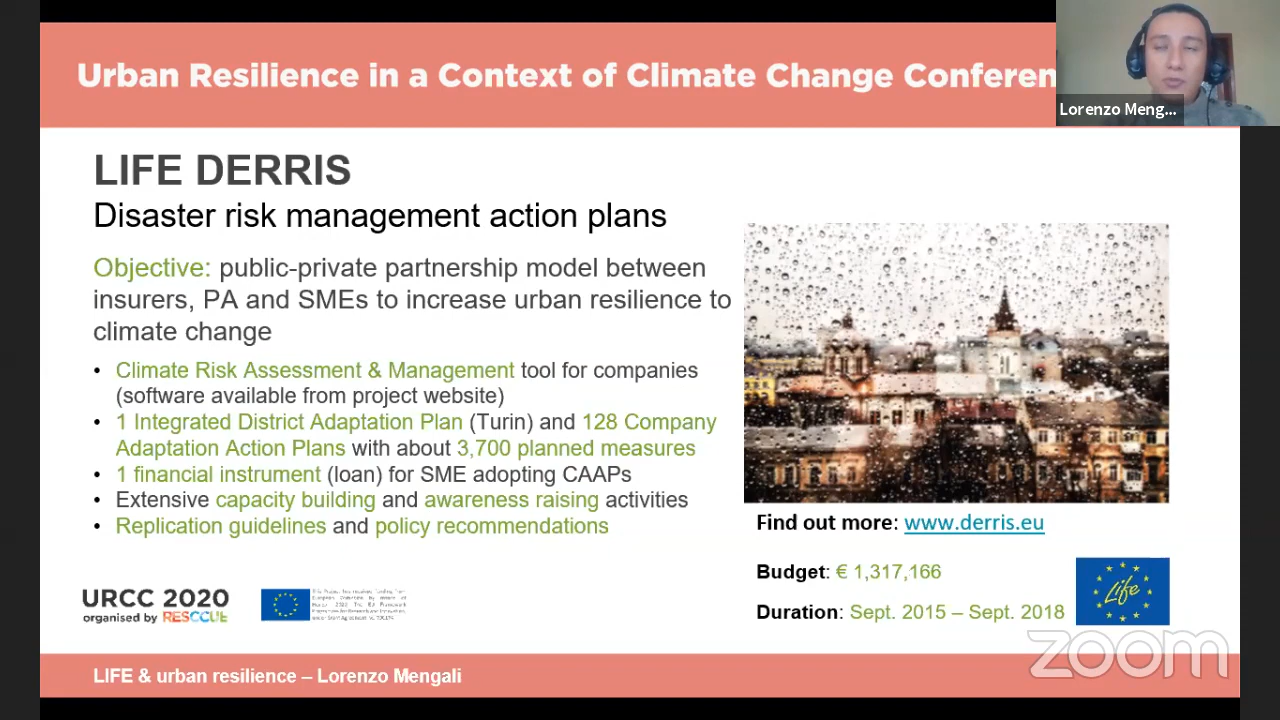 Urban Resilience in a Context of Climate Change Conferen
Lorenzo Meng...
LIFE DERRIS
Disaster risk management action plans
Objective: public-private partnership model between
insurers, PA and SMEs to increase urban resilience to
climate change
• Climate Risk Assessment & Management tool for companies
(software available from project website)
• 1 Integrated District Adaptation Plan (Turin) and 128 Company
Adaptation Action Plans with about 3,700 planned measures
• 1 financial instrument (loan) for SME adopting CAAPs
• Extensive capacity building and awareness raising activities
• Replication guidelines and policy recommendations
Find out more: www.derris.eu
Budget: € 1,317,166
Duration: Sept. 2015 – Sept. 2018
Life
URCC 2020
organised by RESCCUE
zoom
LIFE & urban resilience – Lorenzo Mengali